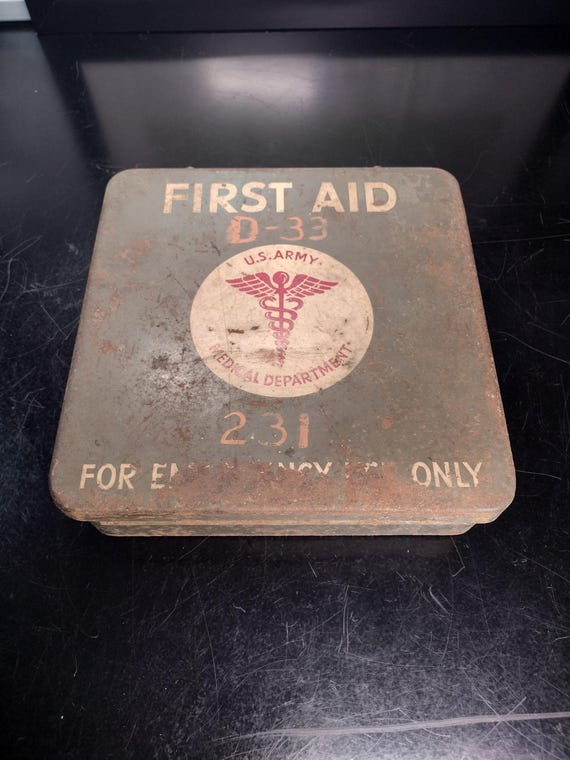 FIRST AID
D-33
U.S. ARMY
MEDICAL DEPARTMENT
231
FOR ONLY